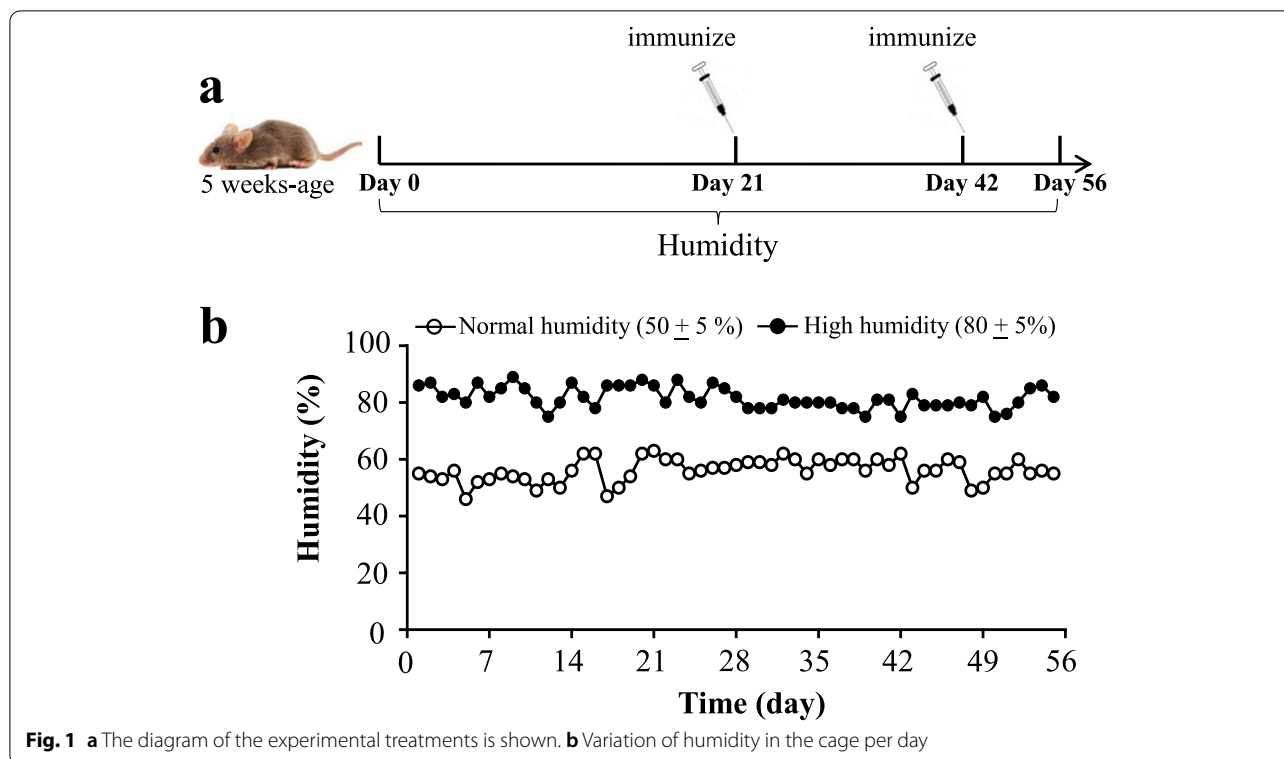 immunize immunize
a
5 weeks-age Day 0 Day 21 Day 42 Day 56
Humidity
b
Normal humidity (50 ± 5 %) High humidity (80 ± 5%)
100
80
60
40
20
0
Humidity (%)
0 7 14 21 28 35 42 49 56
Time (day)
Fig. 1 a The diagram of the experimental treatments is shown. b Variation of humidity in the cage per day